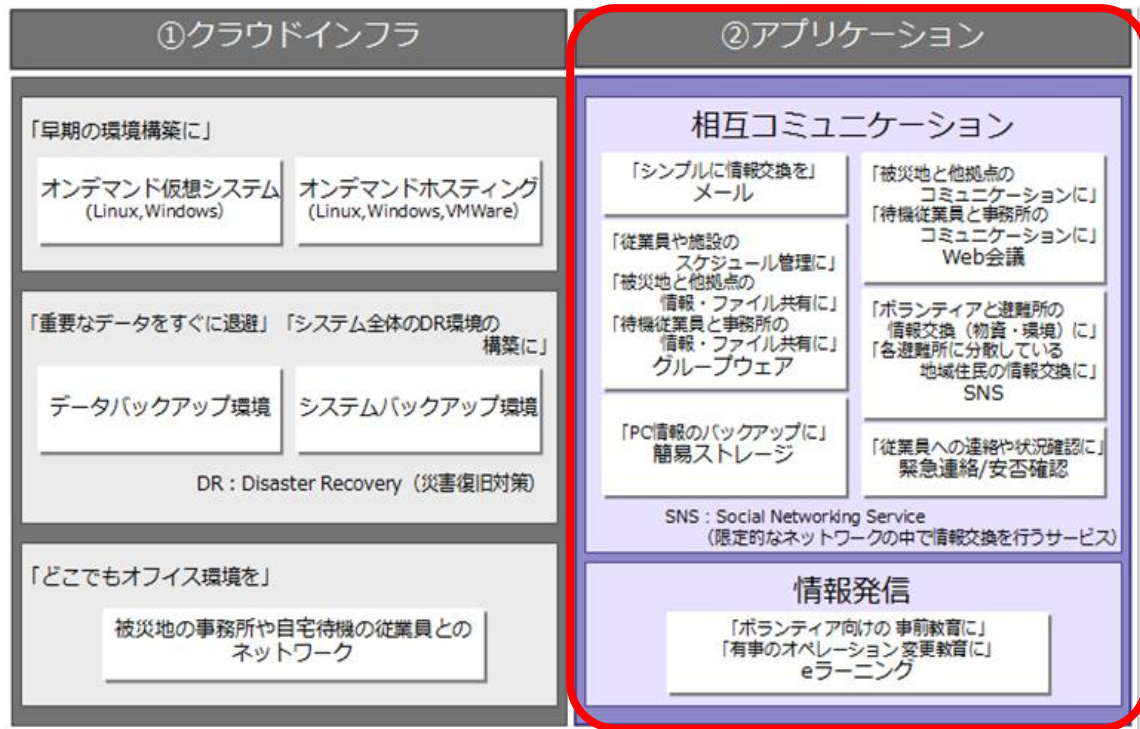 ①クラウドインフラ
「早期の環境構築に」
オンデマンド仮想システム
(Linux,Windows)
オンデマンドホスティング
(Linux,Windows,VMWare)
「重要なデータをすぐに退避」
「システム全体のDR環境の
構築に」
データバックアップ環境
システムバックアップ環境
DR：Disaster Recovery（災害復旧対策）
「どこでもオフィス環境を」
被災地の事務所や自宅待機の従業員との
ネットワーク
②アプリケーション
相互コミュニケーション
「シンプルに情報交換を」
メール
「従業員や施設の
スケジュール管理に」
「被災地と他拠点の
情報・ファイル共有に」
「待機従業員と事務所の
情報・ファイル共有に」
グループウェア
「PC情報のバックアップに」
簡易ストレージ
「被災地と他拠点の
コミュニケーションに」
「待機従業員と事務所の
コミュニケーションに」
Web会議
「ボランティアと避難所の
情報交換（物資・環境）に」
「各避難所に分散している
地域住民の情報交換に」
SNS
「従業員への連絡や状況確認に」
緊急連絡/安否確認
SNS：Social Networking Service
（限定的なネットワークの中で情報交換を行うサービス）
情報発信
「ボランティア向けの 事前教育に」
「有事のオペレーション 変更教育に」
eラーニング